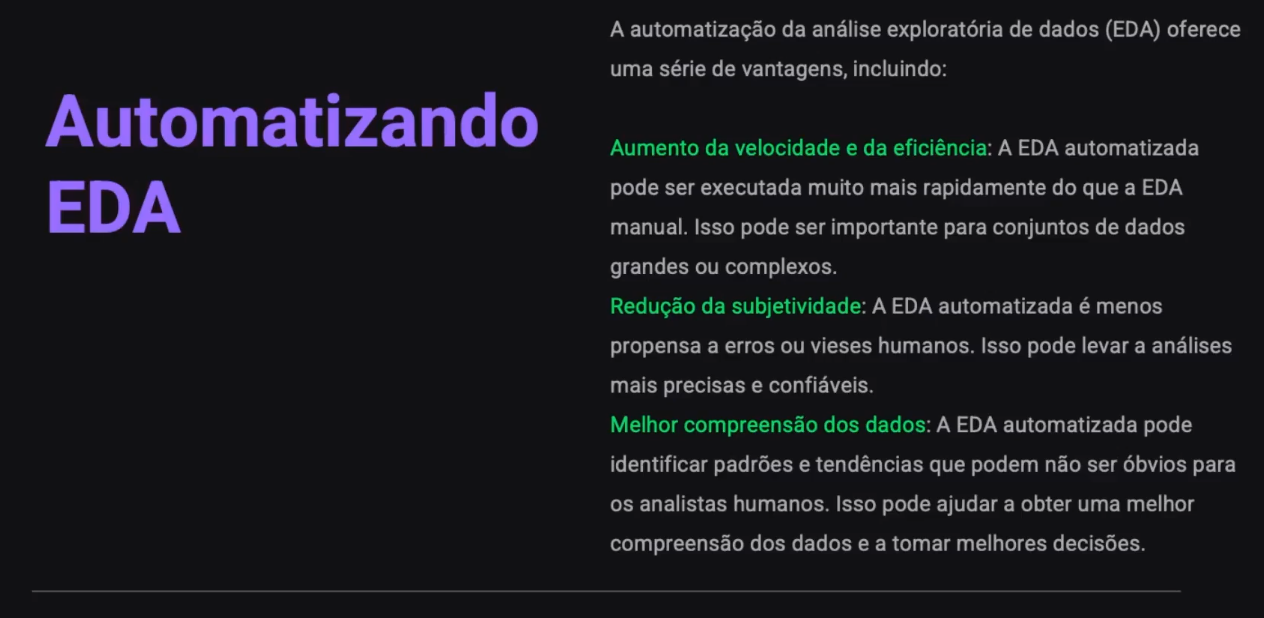 Automatizando
EDA
A automatização da análise exploratória de dados (EDA) oferece
uma série de vantagens, incluindo:
Aumento da velocidade e da eficiência: A EDA automatizada
pode ser executada muito mais rapidamente do que a EDA
manual. Isso pode ser importante para conjuntos de dados
grandes ou complexos.
Redução da subjetividade: A EDA automatizada é menos
propensa a erros ou vieses humanos. Isso pode levar a análises
mais precisas e confiáveis.
Melhor compreensão dos dados: A EDA automatizada pode
identificar padrões e tendências que podem não ser óbvios para
os analistas humanos. Isso pode ajudar a obter uma melhor
compreensão dos dados e a tomar melhores decisões.